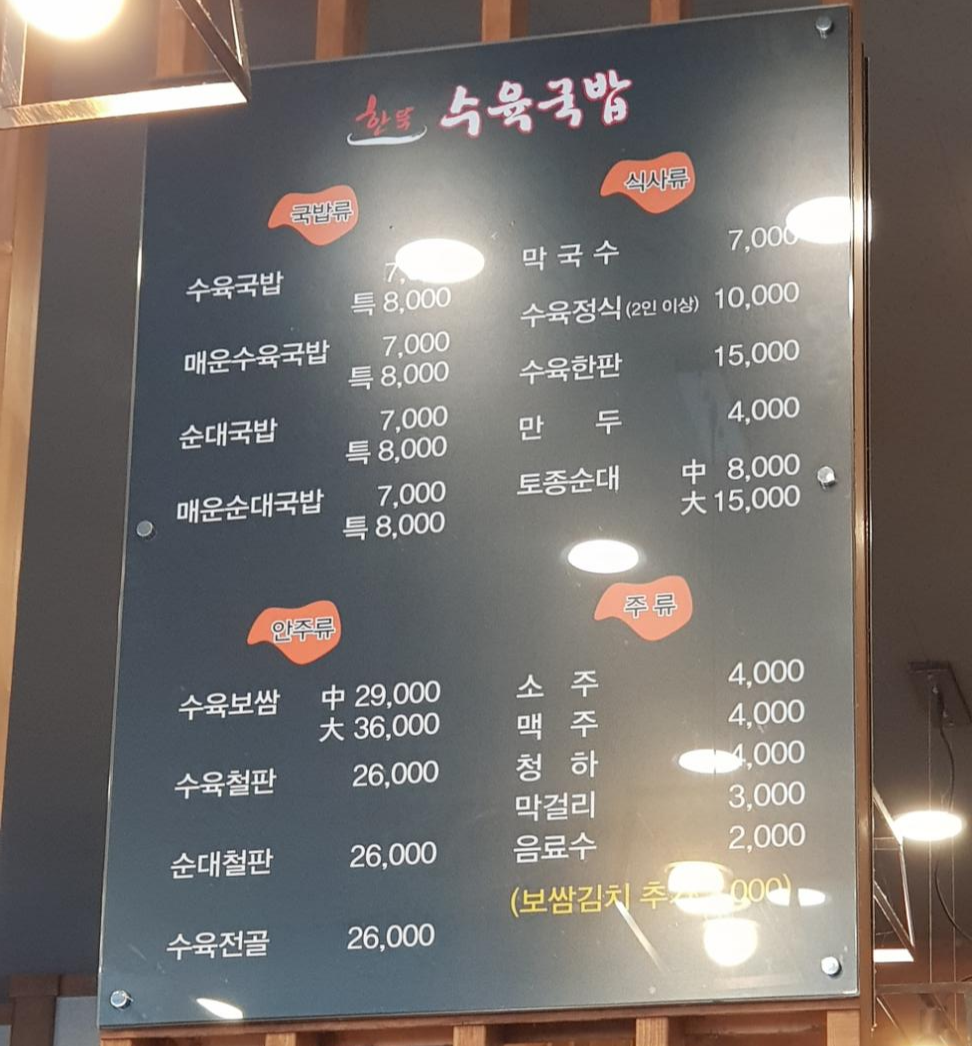 한뚝 수육국밥
국밥류
수육국밥
특 8,000
매운수육국밥 7,000
특 8,000
순대국밥 7,000
특 8,000
매운순대국밥 7,000
특 8,000
식사류
막국수 7,000
수육정식(2인 이상) 10,000
수육한판 15,000
만두 4,000
토종순대 中 8,000
大 15,000
안주류
수육보쌈 中 29,000
大 36,000
수육철판 26,000
순대철판 26,000
수육전골 26,000
주류
소주 4,000
맥주 4,000
청하 4,000
막걸리 3,000
음료수 2,000
(보쌈김치